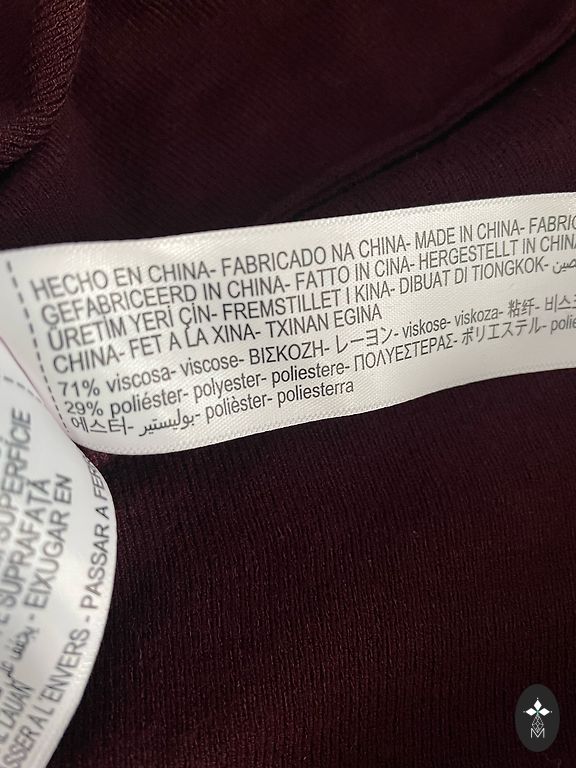 HECHO EN CHINA- FABRICADO NA CHINA- MADE IN CHINA- FABRIC
GEFABRICEERD IN CHINA- FATTO IN CINA- HERGESTELLT IN CHINA
ÜRETIM YERİ ÇİN- FREMSTILLET I KINA- DIBUAT DI TIONGKOK-
CHINA- FET A LA XINA- TXINAN EGINA
71% viscosa- viscose- ΒΙΣΚΟΖΗ- レーヨン- viskose- viskoza- 粘纤- 비스
29% poliéster- polyester- poliestere- ΠΟΛΥΕΣΤΕΡΑΣ- ポリエステル- polie
에스터- بوليستير- polièster- poliesterra
SUPERFÍCIE
SUPRAFAȚĂ
- EIXUGAR EN
L'ENVERS - PASSAR A FER
M